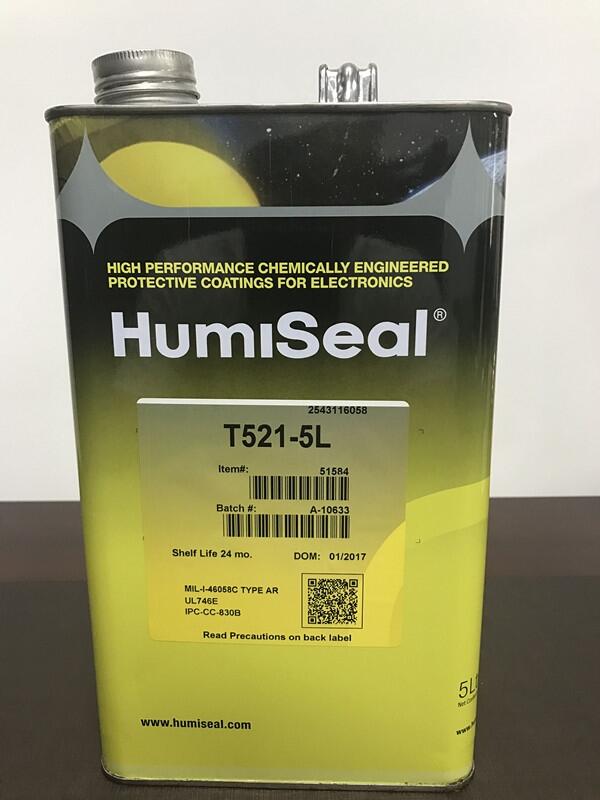 HIGH PERFORMANCE CHEMICALLY ENGINEERED
PROTECTIVE COATINGS FOR ELECTRONICS
HumiSeal®
2543116058
T521-5L
Item#: 51584
Batch #: A-10633
Shelf Life 24 mo. DOM: 01/2017
MIL-I-46058C TYPE AR
UL746E
IPC-CC-830B
Read Precautions on back label
5L
www.humiseal.com